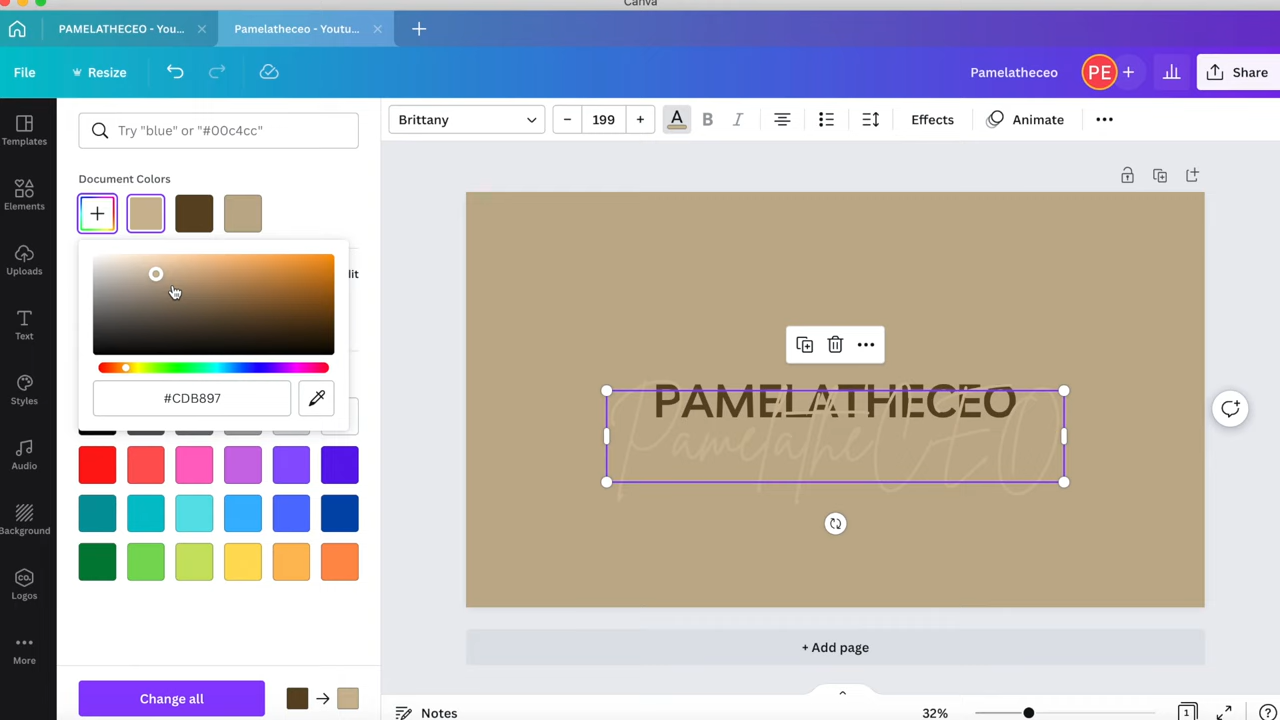 Canva
PAMELATHECEO - You...
Pamelatheceo - Youtu...
File
Resize
Pamelatheceo
PE
Share
Templates
Elements
Uploads
Text
Styles
Audio
Background
Logos
More
Try "blue" or "#00c4cc"
Document Colors
dit
#CDB897
Change all
Brittany
199
A
B
I
Effects
Animate
PAMELATHECEO
PamelatheCEO
+ Add page
Notes
32%
1